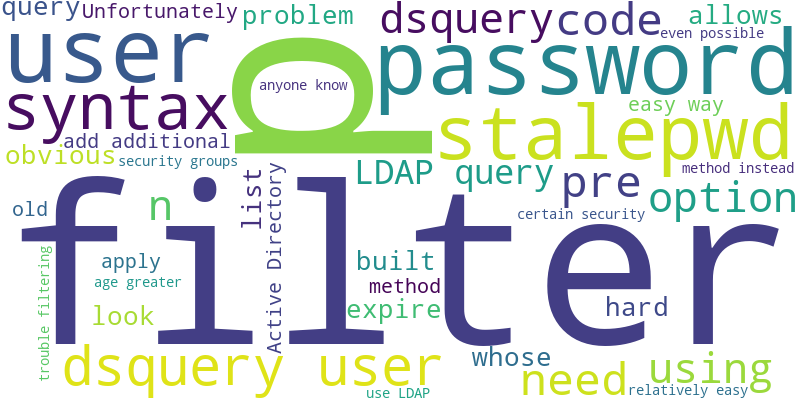 query
Unfortunately
problem
dsquery
code
allows
even possible
user
p
password
anyone know
syntax
stalepwd
easy way
add additional
obvious
security groups
LDAP query
pre
method instead
option
list
Active Directory
old
n
certain security
filter
built
apply
age greater
method
expire
hard
look
trouble filtering
dsquery user
whose
need
using
use LDAP
relatively easy